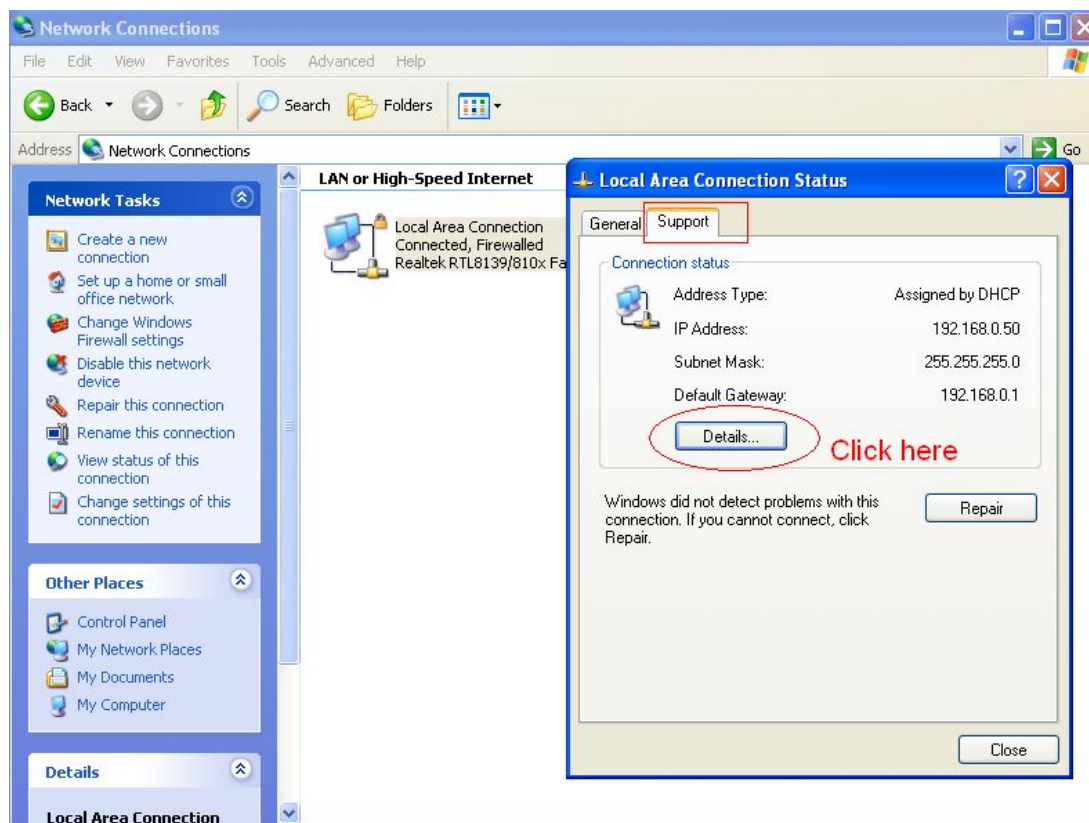 Network Connections
File Edit View Favorites Tools Advanced Help
Back Search Folders
Address Network Connections Go
Network Tasks
Create a new
connection
Set up a home or small
office network
Change Windows
Firewall settings
Disable this network
device
Repair this connection
Rename this connection
View status of this
connection
Change settings of this
connection
Other Places
Control Panel
My Network Places
My Documents
My Computer
Details
Local Area Connection
LAN or High-Speed Internet
Local Area Connection
Connected, Firewalled
Realtek RTL8139/810x Fa
Local Area Connection Status
General Support
Connection status
Address Type: Assigned by DHCP
IP Address: 192.168.0.50
Subnet Mask: 255.255.255.0
Default Gateway: 192.168.0.1
Details...
Click here
Windows did not detect problems with this
connection. If you cannot connect, click
Repair.
Repair
Close